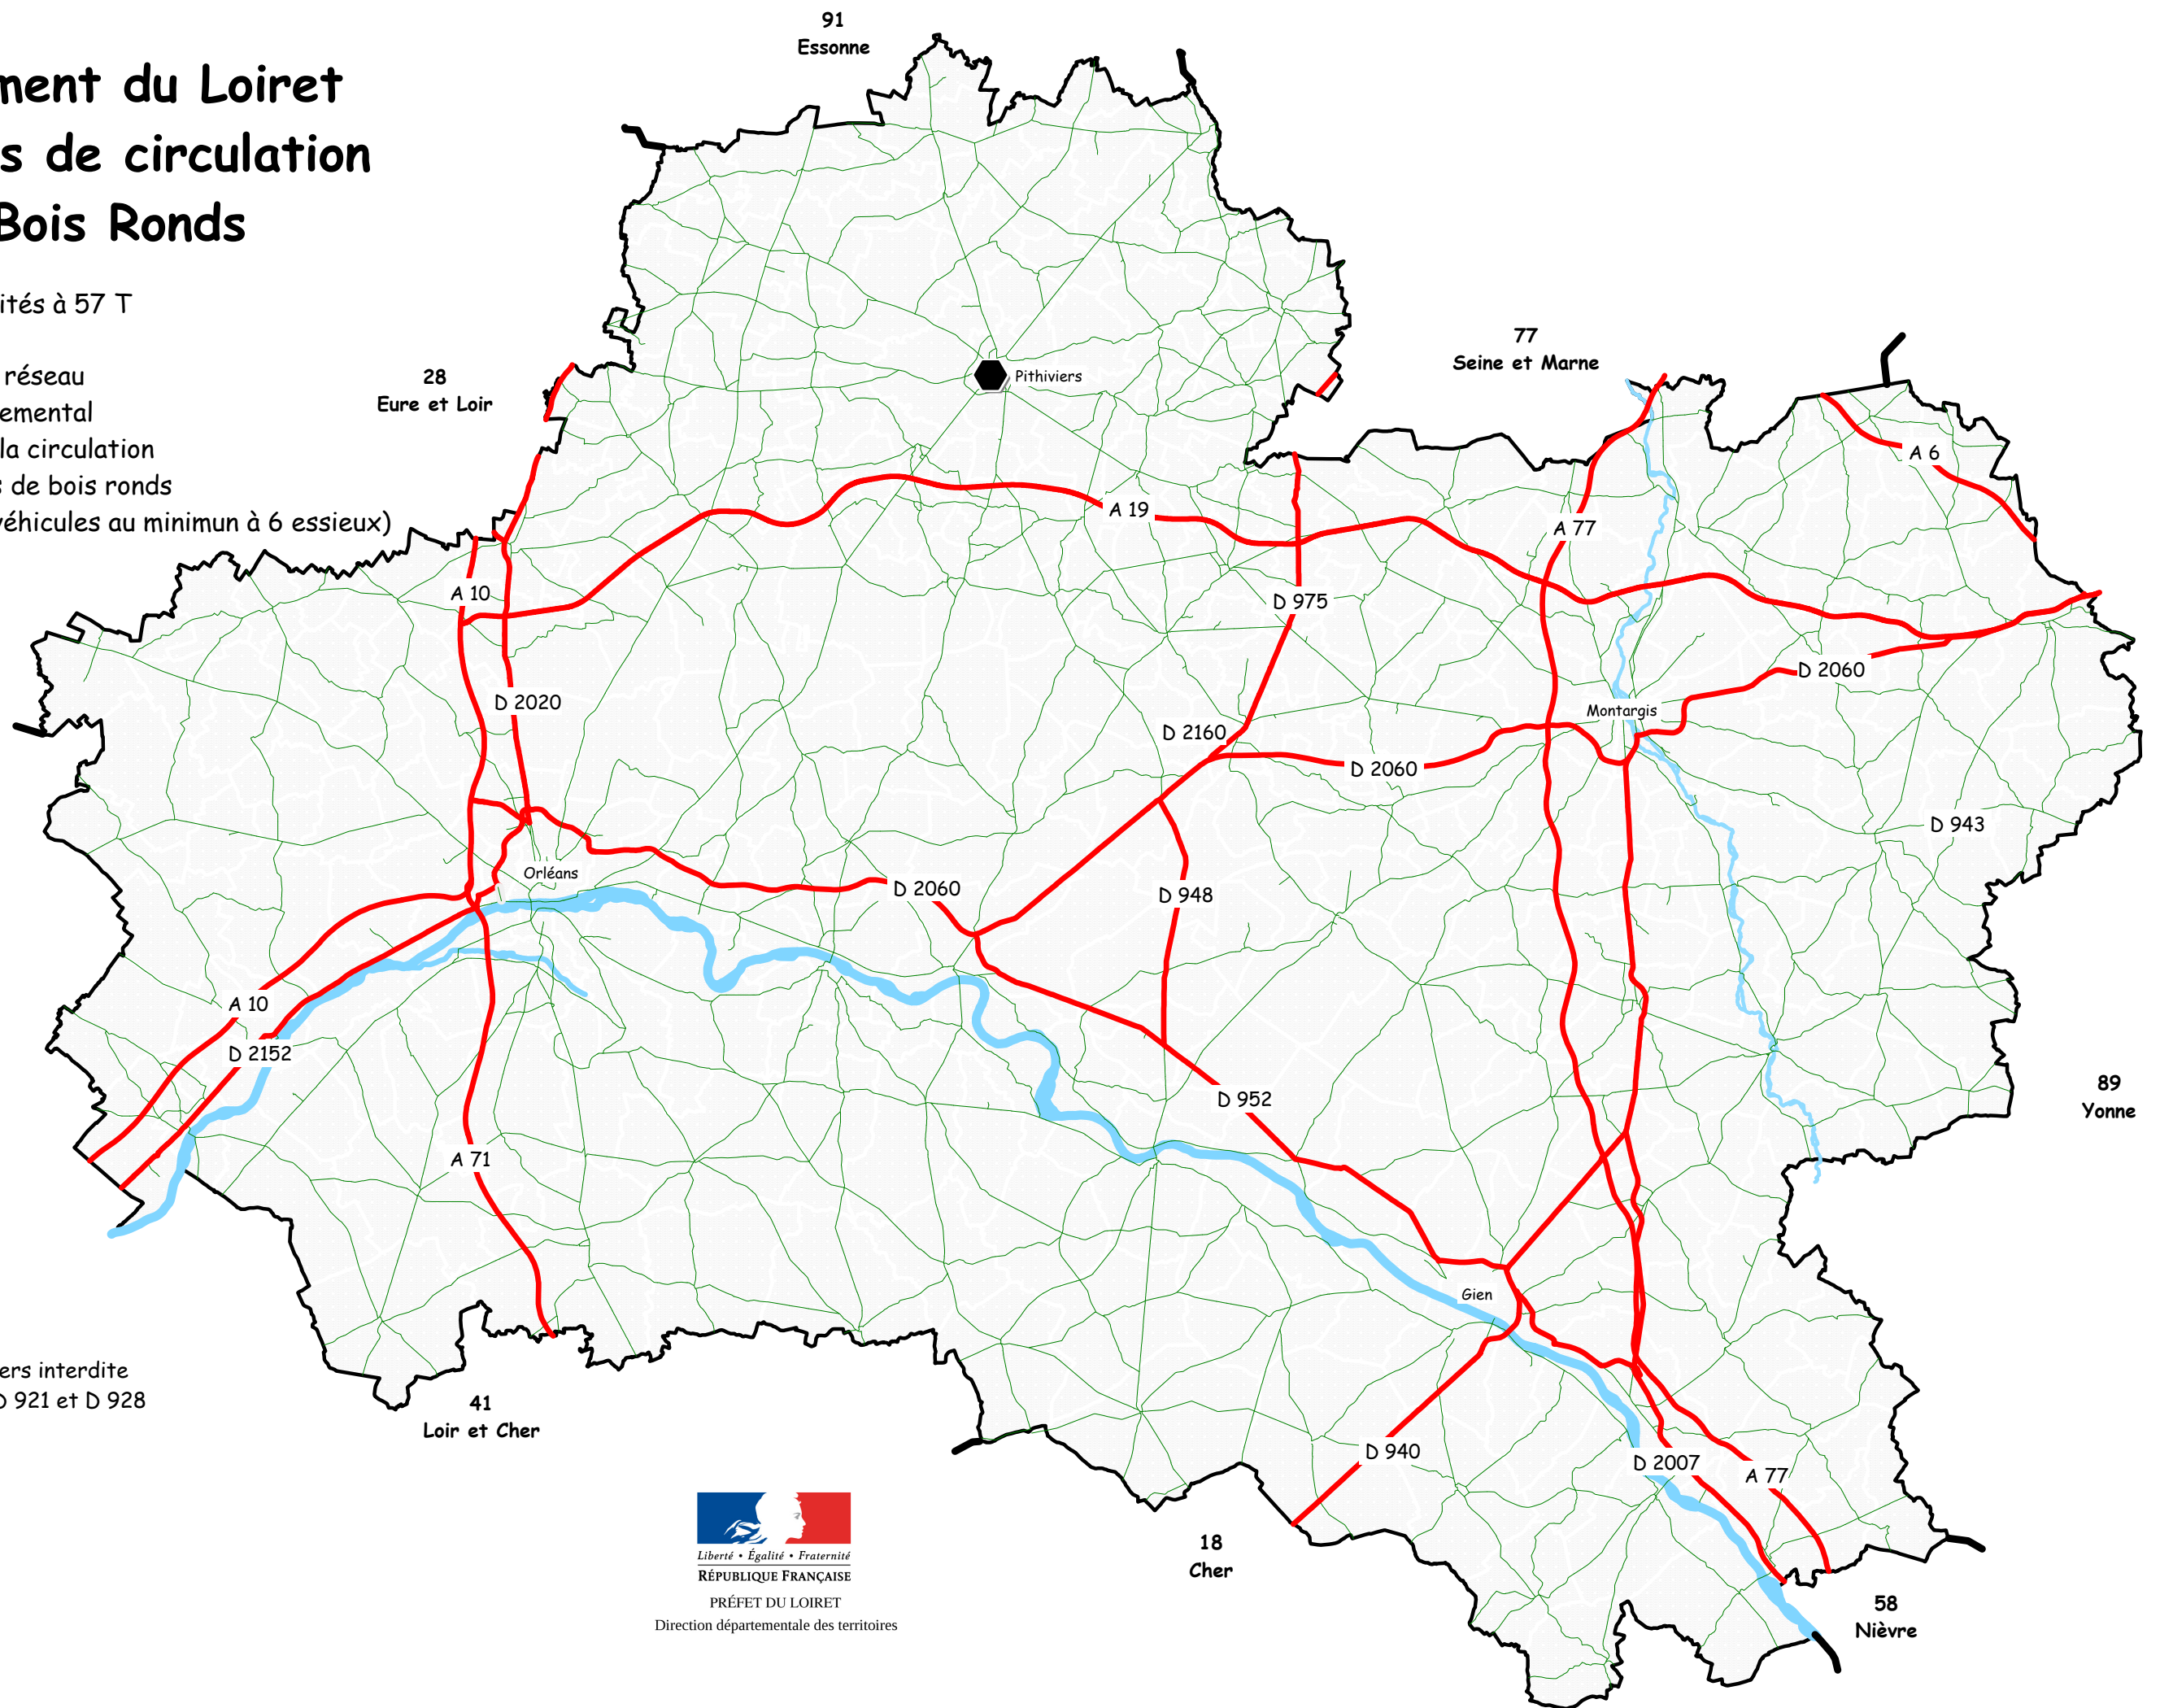 ment du Loiret
s de circulation
Bois Ronds
ités à 57 T
réseau
emental
la circulation
s de bois ronds
véhicules au minimun à 6 essieux)
91
Essonne
28
Eure et Loir
Pithiviers
77
Seine et Marne
A 6
A 19
A 77
A 10
D 975
D 2020
D 2060
Montargis
D 2160
D 2060
D 943
Orléans
D 2060
D 948
A 10
D 2152
D 952
89
Yonne
A 71
Gien
ers interdite
D 921 et D 928
41
Loir et Cher
D 940
D 2007
A 77
18
Cher
58
Nièvre
Liberté • Égalité • Fraternité
RÉPUBLIQUE FRANÇAISE
PRÉFET DU LOIRET
Direction départementale des territoires